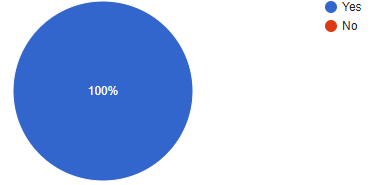 Yes
No
100%